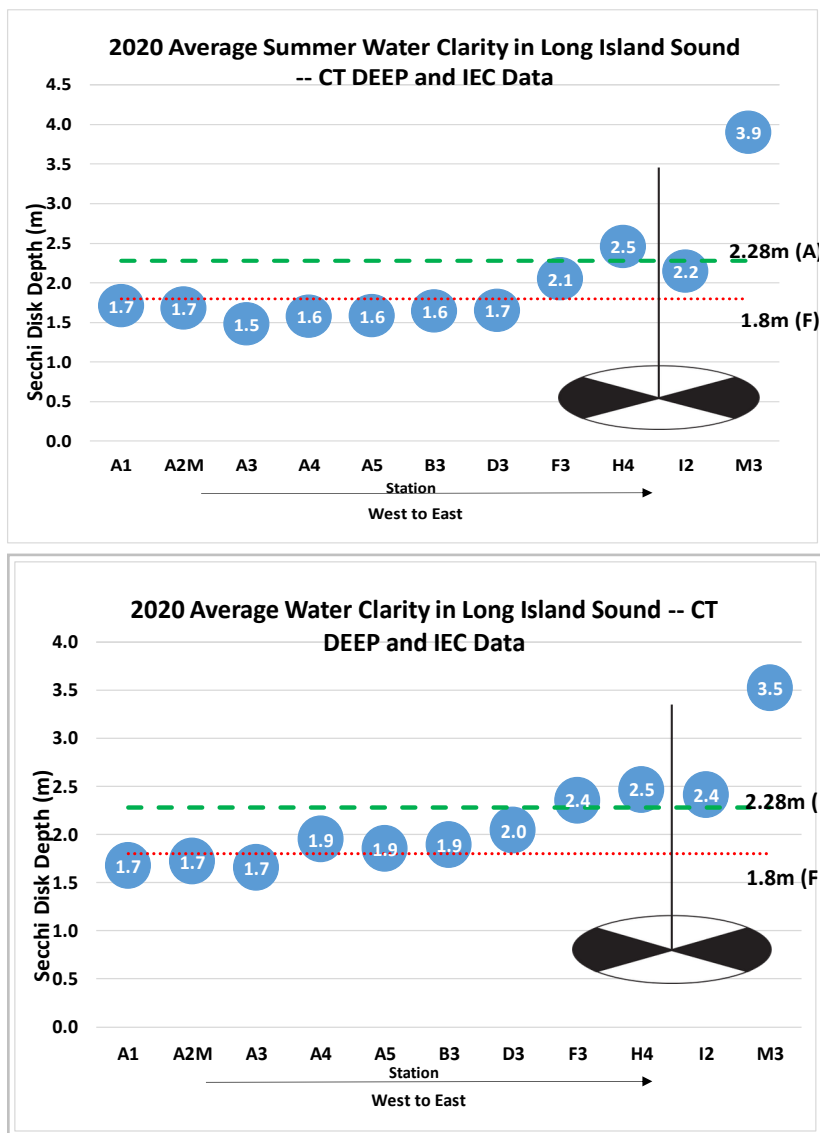 2020 Average Summer Water Clarity in Long Island Sound
-- CT DEEP and IEC Data
Secchi Disk Depth (m)
4.5
4.0
3.5
3.0
2.5
2.0
1.5
1.0
0.5
0.0
1.7
1.7
1.5
1.6
1.6
1.6
1.7
2.1
2.5
2.2
3.9
2.28m (A)
1.8m (F)
A1 A2M A3 A4 A5 B3 D3 F3 H4 I2 M3
Station
West to East
2020 Average Water Clarity in Long Island Sound -- CT
DEEP and IEC Data
Secchi Disk Depth (m)
4.0
3.5
3.0
2.5
2.0
1.5
1.0
0.5
0.0
1.7
1.7
1.7
1.9
1.9
1.9
2.0
2.4
2.5
2.4
3.5
2.28m (
1.8m (F
A1 A2M A3 A4 A5 B3 D3 F3 H4 I2 M3
Station
West to East